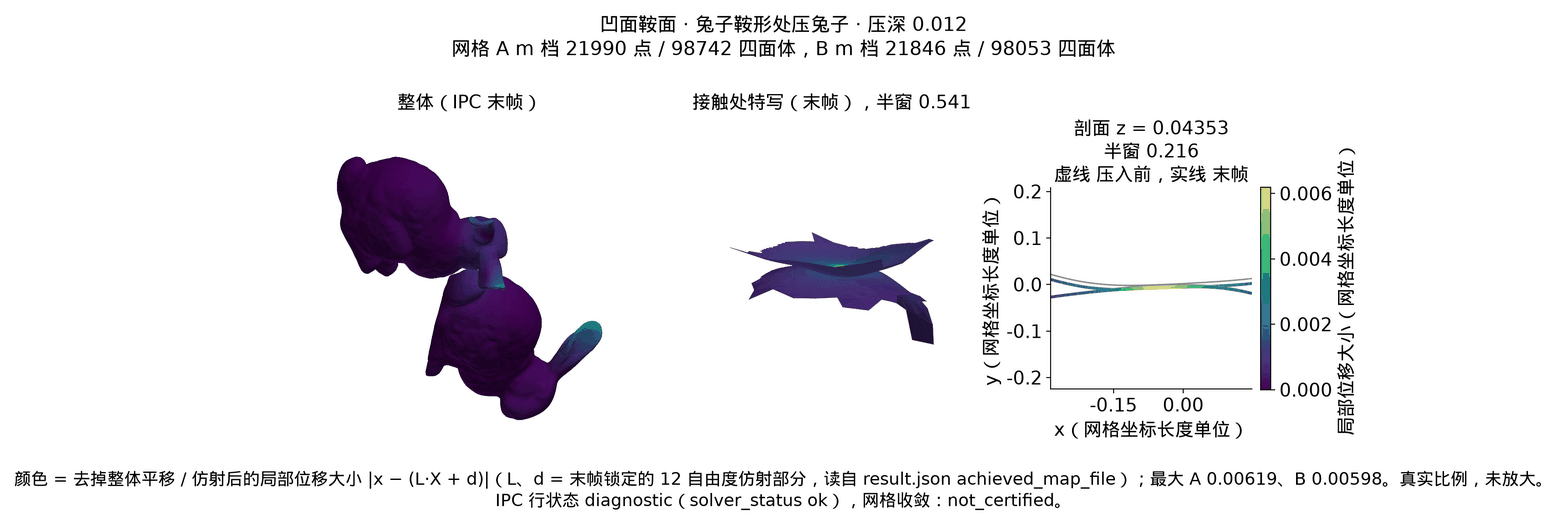 凹面鞍面 · 兔子鞍形处压兔子 · 压深 0.012
网格 A m 档 21990 点 / 98742 四面体，B m 档 21846 点 / 98053 四面体
整体（IPC 末帧）
接触处特写（末帧），半窗 0.541
剖面 z = 0.04353
半窗 0.216
虚线 压入前，实线 末帧
y（网格坐标长度单位）
0.2
0.1
0.0
-0.1
-0.2
-0.15
0.00
x（网格坐标长度单位）
0.006
0.004
0.002
0.000
局部位移大小（网格坐标长度单位）
颜色 = 去掉整体平移 / 仿射后的局部位移大小 |x − (L·X + d)|（L、d = 末帧锁定的 12 自由度仿射部分，读自 result.json achieved_map_file）；最大 A 0.00619、B 0.00598。真实比例，未放大。
IPC 行状态 diagnostic（solver_status ok），网格收敛：not_certified。